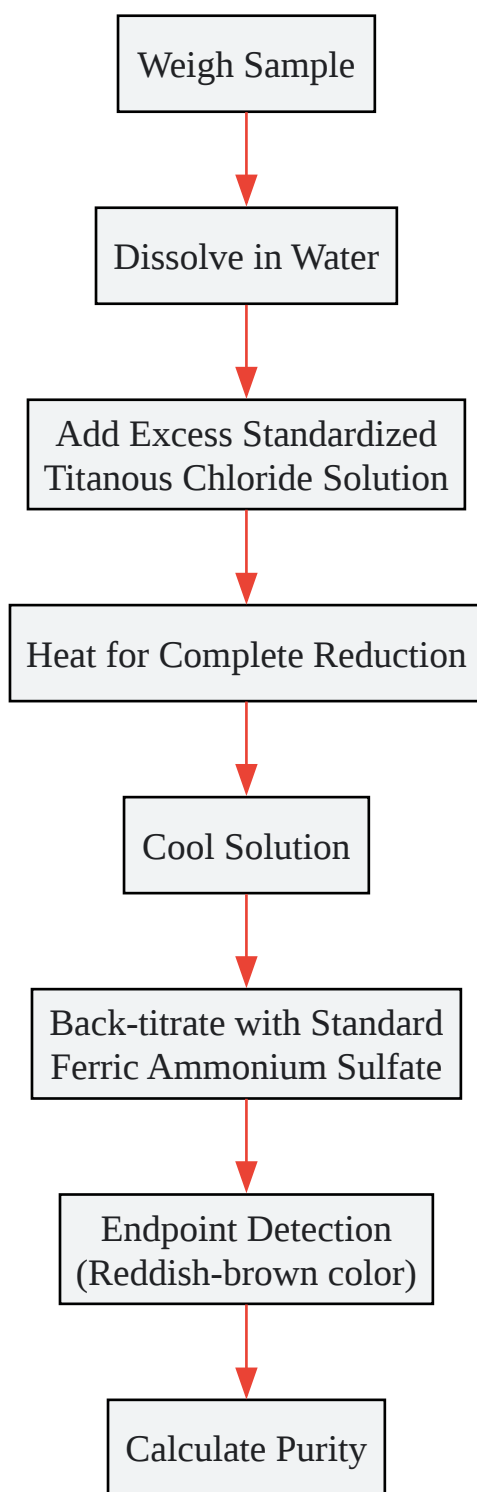 Weigh Sample
Dissolve in Water
Add Excess Standardized
Titanous Chloride Solution
Heat for Complete Reduction
Cool Solution
Back-titrate with Standard
Ferric Ammonium Sulfate
Endpoint Detection
(Reddish-brown color)
Calculate Purity